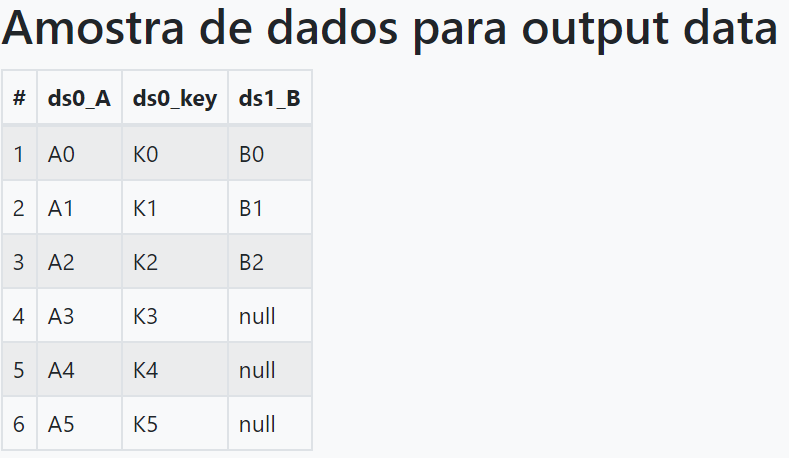 Amostra de dados para output data
# ds0_A ds0_key ds1_B
1 A0 K0 B0
2 A1 K1 B1
3 A2 K2 B2
4 A3 K3 null
5 A4 K4 null
6 A5 K5 null